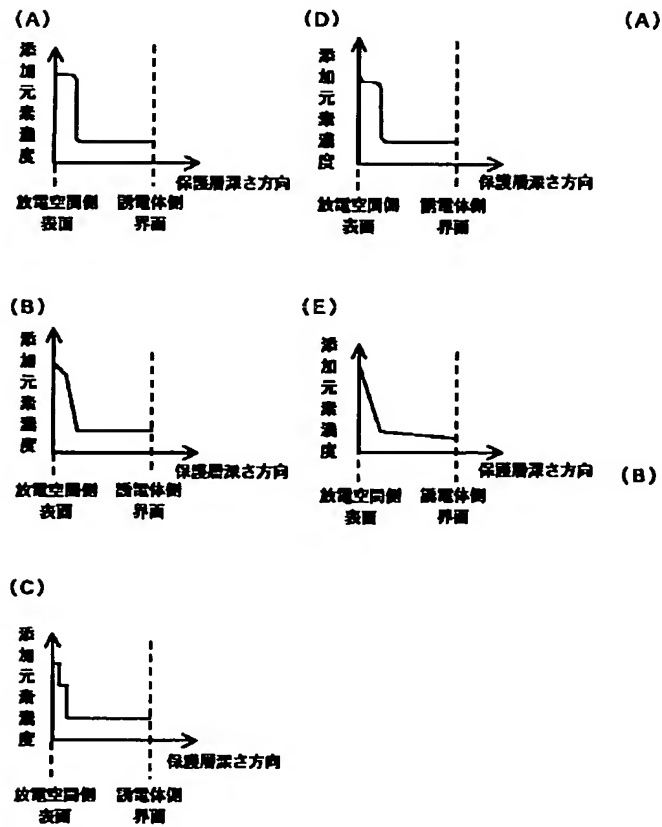 (A)
添加元素濃度
保護層深さ方向
放電空間側
表面
誘電体側
界面
(D)
添加元素濃度
保護層深さ方向
放電空間側
表面
誘電体側
界面
(A)
(B)
添加元素濃度
保護層深さ方向
放電空間側
表面
誘電体側
界面
(E)
添加元素濃度
保護層深さ方向
放電空間側
表面
誘電体側
界面
(B)
(C)
添加元素濃度
保護層深さ方向
放電空間側
表面
誘電体側
界面